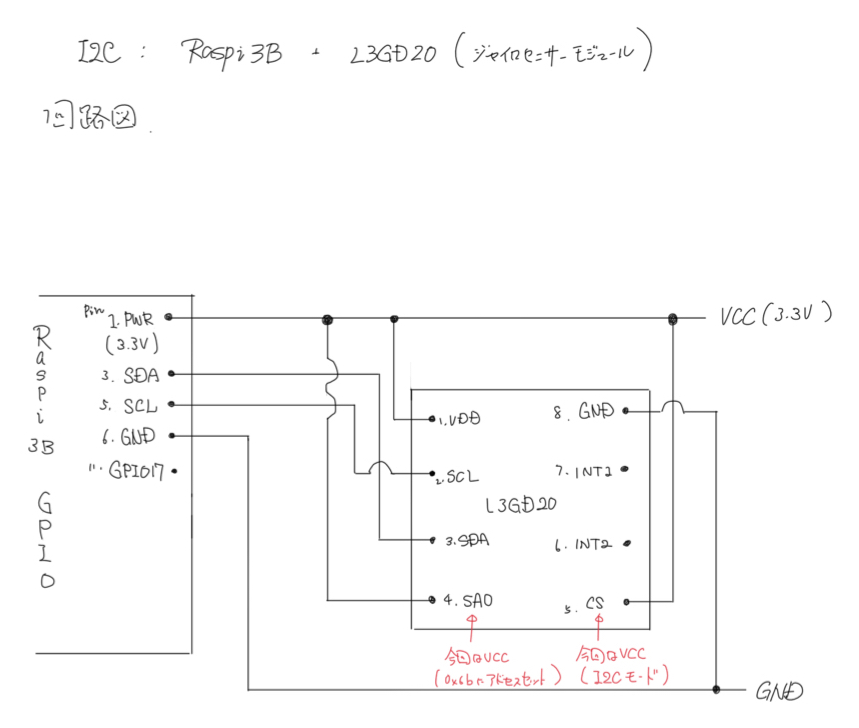 I2C : Raspi 3B + L3GD20 (ジャイロセンサーモジュール)
回路図.
Raspi 3B GPIO
Pin 1. PWR
(3.3V)
3. SDA
5. SCL
6. GND
11. GPIO17
VCC (3.3V)
1. VDD
2. SCL
3. SDA
4. SA0
L3GD20
8. GND
7. INT1
6. INT2
5. CS
今回はVCC
(0x6bにアドレスセット)
今回はVCC
(I2Cモード)
GND